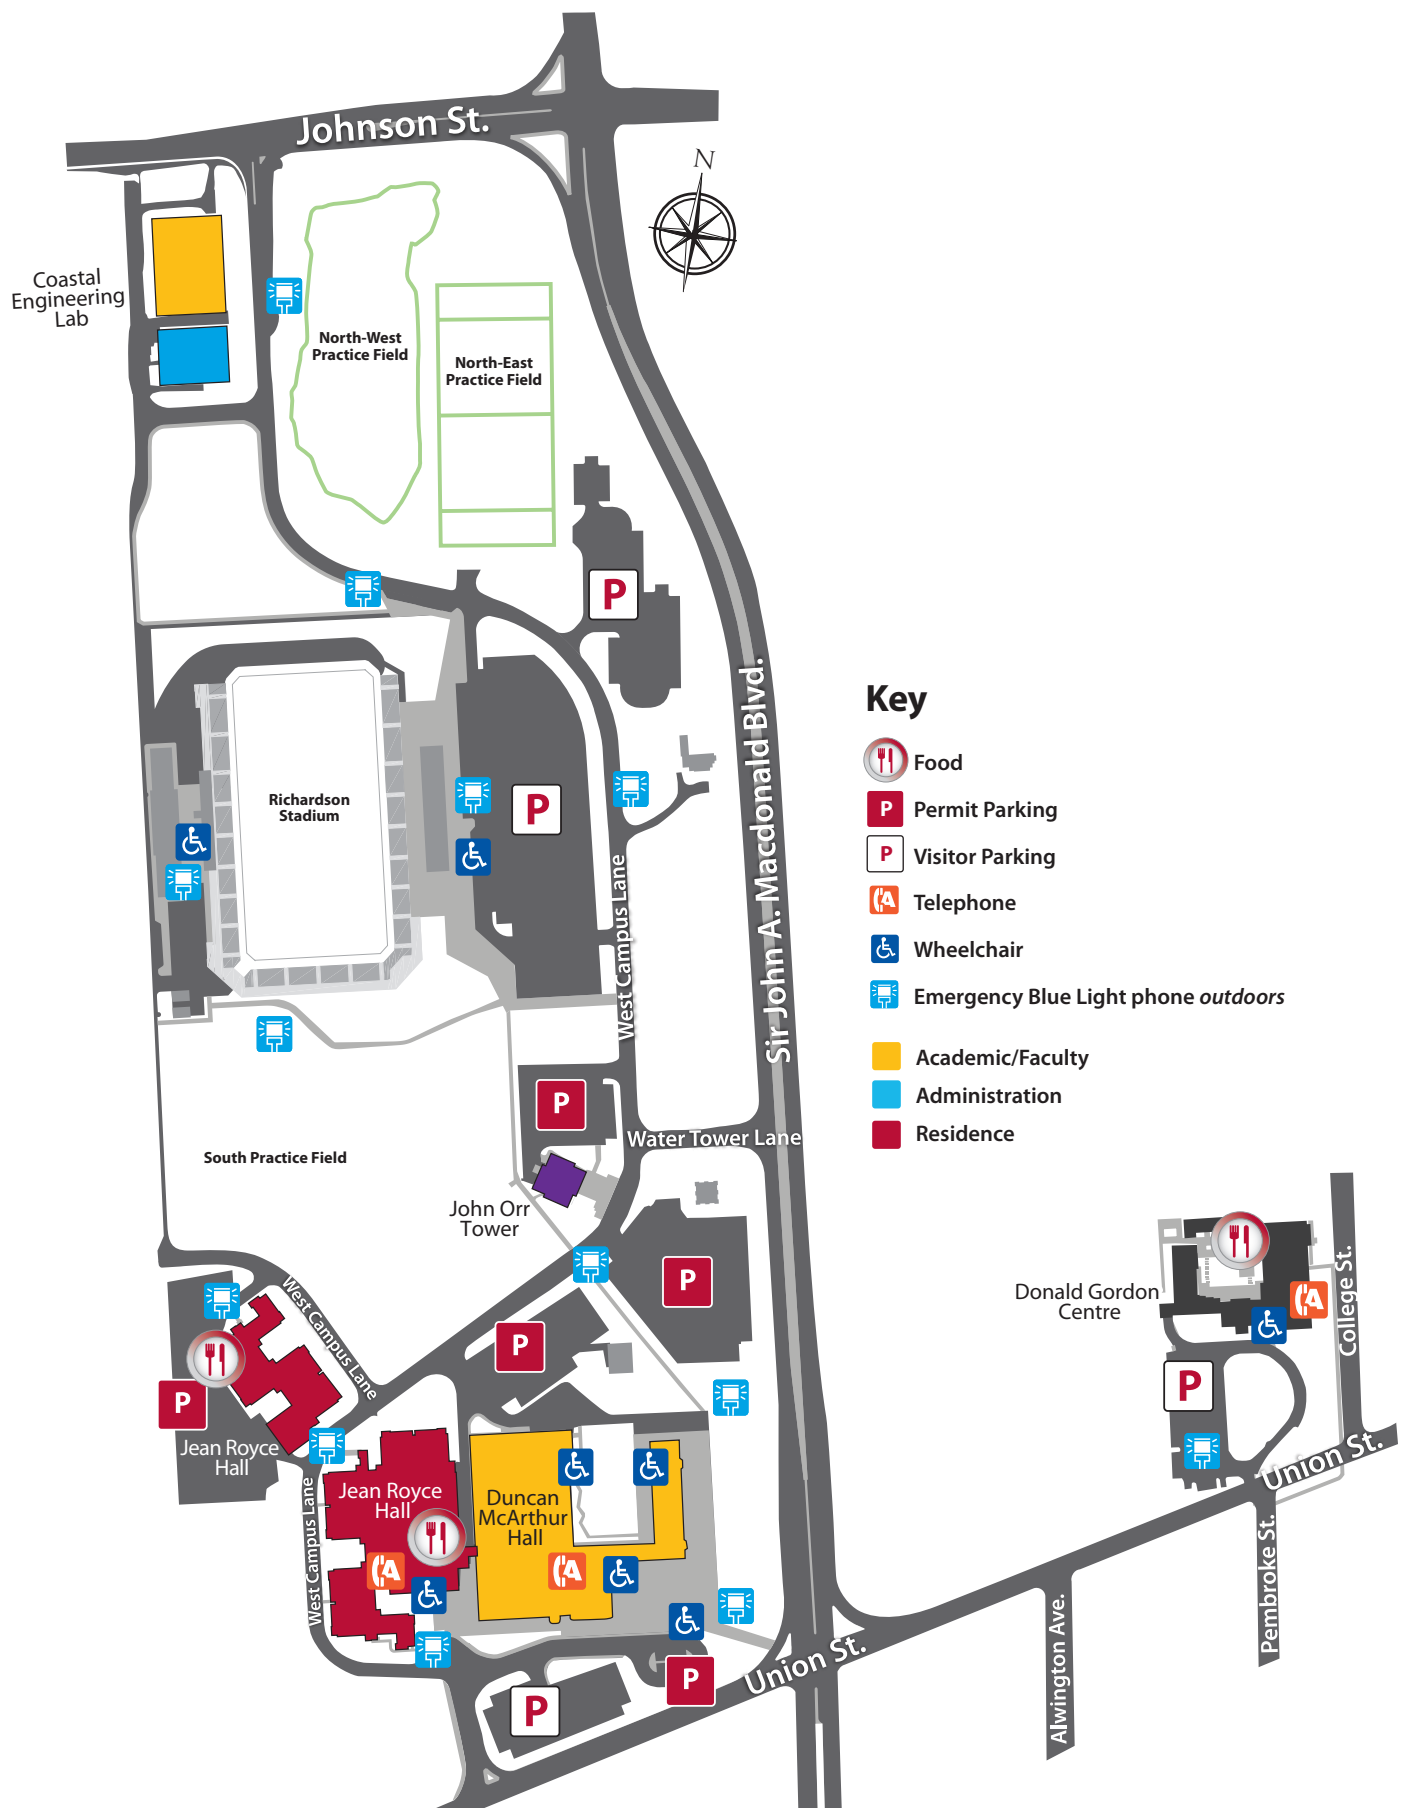 Johnson St.
N
Coastal
Engineering
Lab
North-West
Practice Field
North-East
Practice Field
P
Sir John A. Macdonald Blvd.
Key
Food
P
Permit Parking
P
Visitor Parking
Telephone
Wheelchair
Emergency Blue Light phone outdoors
Academic/Faculty
Administration
Residence
Richardson
Stadium
P
West Campus Lane
P
Water Tower Lane
South Practice Field
John Orr
Tower
P
P
West Campus Lane
P
Jean Royce
Hall
West Campus Lane
Jean Royce
Hall
Duncan
McArthur
Hall
P
P
Union St.
Donald Gordon
Centre
College St.
P
Union St.
Pembroke St.
Alwington Ave.